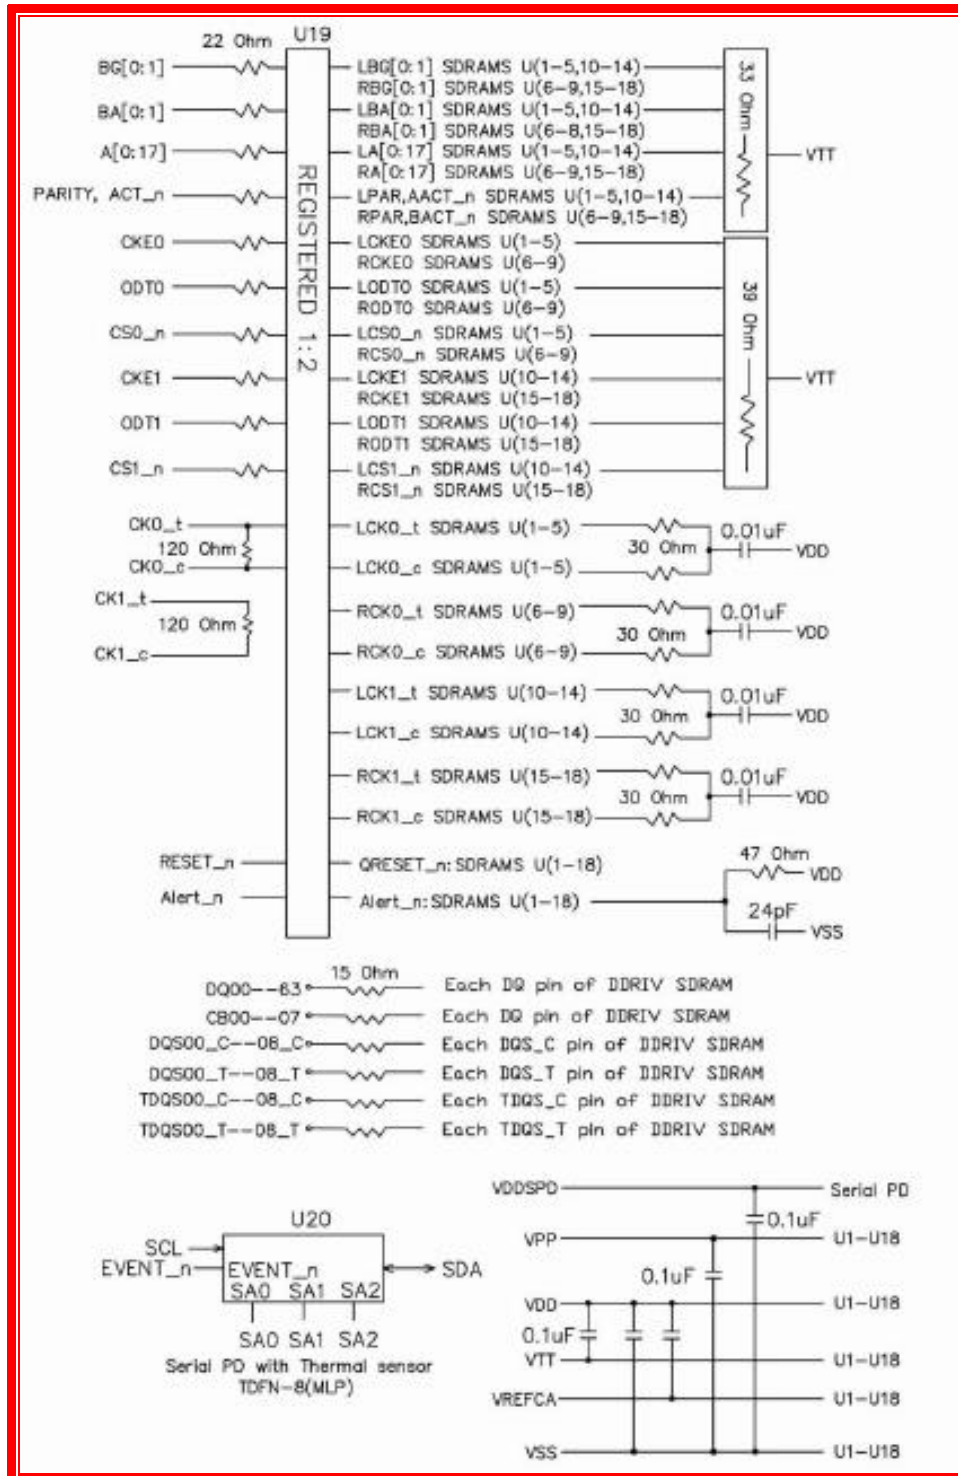 22 Ohm U19
BG[0:1] LBG[0:1] SDRAMS U(1-5,10-14)
RBG[0:1] SDRAMS U(6-9,15-18)
BA[0:1] LBA[0:1] SDRAMS U(1-5,10-14)
RBA[0:1] SDRAMS U(6-8,15-18)
A[0:17] LA[0:17] SDRAMS U(1-5,10-14)
RA[0:17] SDRAMS U(6-9,15-18)
PARITY, ACT_n LPAR,AACT_n SDRAMS U(1-5,10-14)
RPAR,BACT_n SDRAMS U(6-9,15-18)
33 Ohm
VTT
REGISTERED 1:2
CKE0 LCKE0 SDRAMS U(1-5)
RCKE0 SDRAMS U(6-9)
ODT0 LODT0 SDRAMS U(1-5)
RODT0 SDRAMS U(6-9)
CS0_n LCS0_n SDRAMS U(1-5)
RCS0_n SDRAMS U(6-9)
CKE1 LCKE1 SDRAMS U(10-14)
RCKE1 SDRAMS U(15-18)
ODT1 LODT1 SDRAMS U(10-14)
RODT1 SDRAMS U(15-18)
CS1_n LCS1_n SDRAMS U(10-14)
RCS1_n SDRAMS U(15-18)
39 Ohm
VTT
CK0_t LCK0_t SDRAMS U(1-5)
120 Ohm 30 Ohm 0.01uF VDD
CK0_c LCK0_c SDRAMS U(1-5)
CK1_t RCK0_t SDRAMS U(6-9)
120 Ohm 30 Ohm 0.01uF VDD
CK1_c RCK0_c SDRAMS U(6-9)
LCK1_t SDRAMS U(10-14)
30 Ohm 0.01uF VDD
LCK1_c SDRAMS U(10-14)
RCK1_t SDRAMS U(15-18)
30 Ohm 0.01uF VDD
RCK1_c SDRAMS U(15-18)
RESET_n QRESET_n:SDRAMS U(1-18)
47 Ohm VDD
Alert_n Alert_n:SDRAMS U(1-18)
24pF VSS
15 Ohm
DQ00--63 Each DQ pin of DDRIV SDRAM
CB00--07 Each DQ pin of DDRIV SDRAM
DQS00_C--08_C Each DQS_C pin of DDRIV SDRAM
DQS00_T--08_T Each DQS_T pin of DDRIV SDRAM
TDQS00_C--08_C Each TDQS_C pin of DDRIV SDRAM
TDQS00_T--08_T Each TDQS_T pin of DDRIV SDRAM
U20
SCL
EVENT_n EVENT_n SDA
SA0 SA1 SA2
SA0 SA1 SA2
Serial PD with Thermal sensor
TDFN-8(MLP)
VDDSPD Serial PD
0.1uF
VPP U1-U18
0.1uF
VDD U1-U18
0.1uF
VTT U1-U18
VREFCA U1-U18
VSS U1-U18